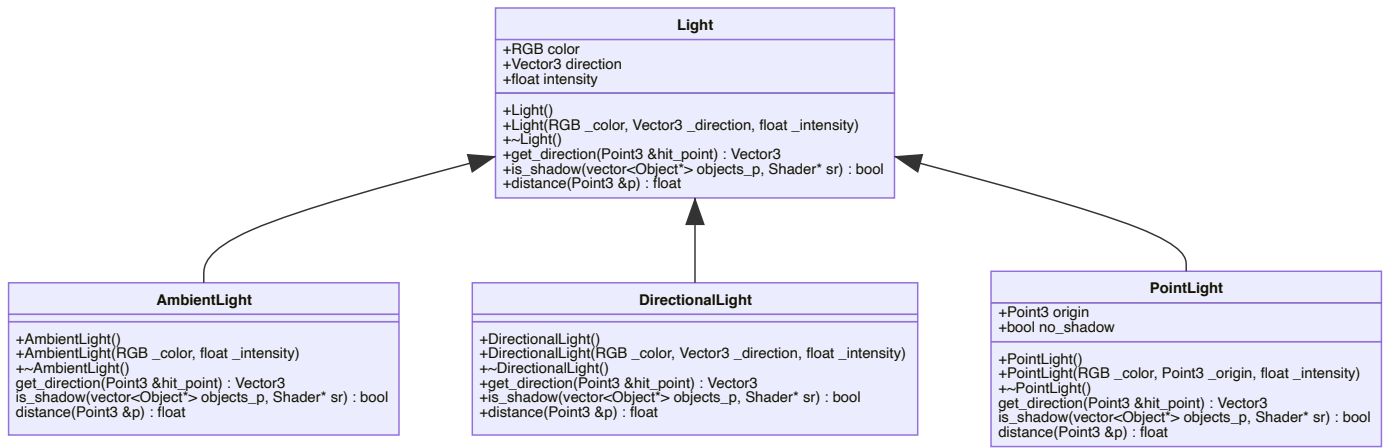 Light
+RGB color
+Vector3 direction
+float intensity
+Light()
+Light(RGB _color, Vector3 _direction, float _intensity)
+~Light()
+get_direction(Point3 &hit_point) : Vector3
+is_shadow(vector<Object*> objects_p, Shader* sr) : bool
+distance(Point3 &p) : float
AmbientLight
+AmbientLight()
+AmbientLight(RGB _color, float _intensity)
+~AmbientLight()
get_direction(Point3 &hit_point) : Vector3
is_shadow(vector<Object*> objects_p, Shader* sr) : bool
distance(Point3 &p) : float
DirectionalLight
+DirectionalLight()
+DirectionalLight(RGB _color, Vector3 _direction, float _intensity)
+~DirectionalLight()
+get_direction(Point3 &hit_point) : Vector3
+is_shadow(vector<Object*> objects_p, Shader* sr) : bool
+distance(Point3 &p) : float
PointLight
+Point3 origin
+bool no_shadow
+PointLight()
+PointLight(RGB _color, Point3 _origin, float _intensity)
+~PointLight()
get_direction(Point3 &hit_point) : Vector3
is_shadow(vector<Object*> objects_p, Shader* sr) : bool
distance(Point3 &p) : float